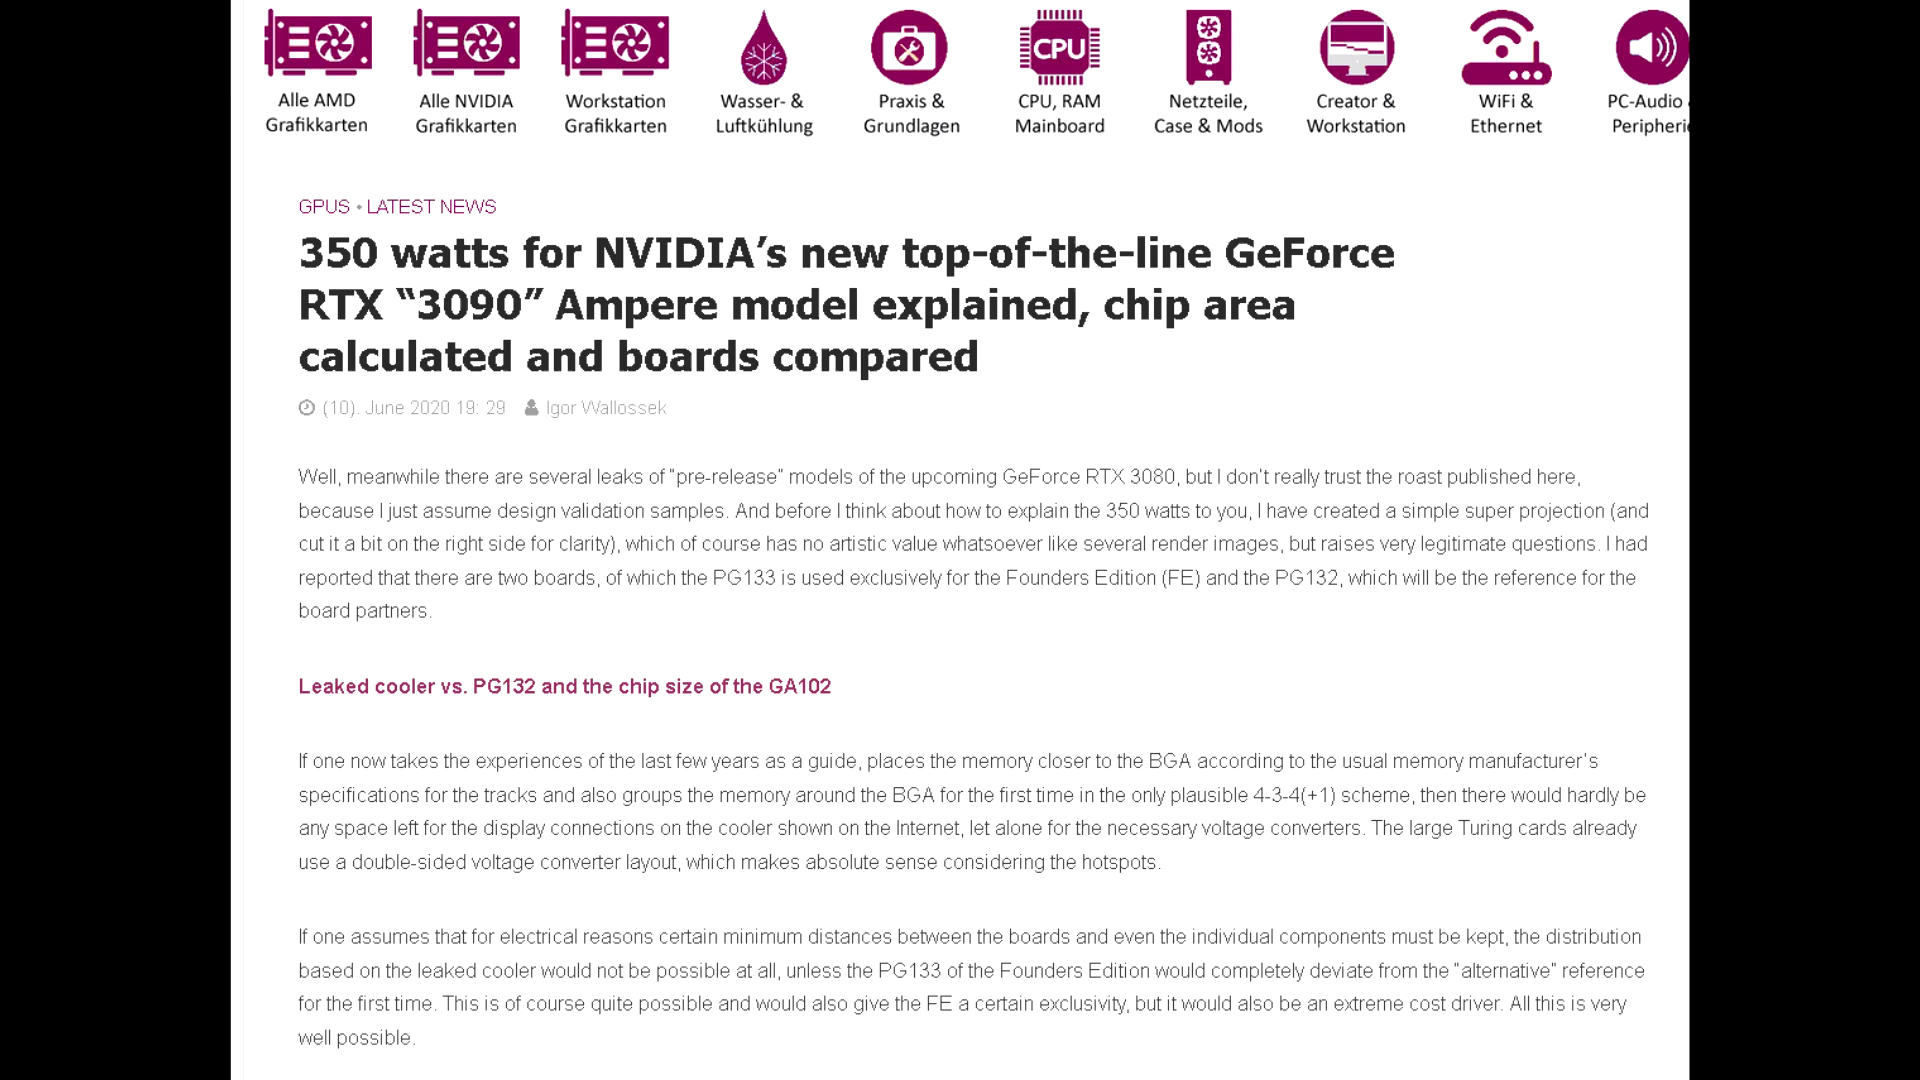 Alle AMD
Grafikkarten
Alle NVIDIA
Grafikkarten
Workstation
Grafikkarten
Wasser- &
Luftkühlung
Praxis &
Grundlagen
CPU
CPU, RAM
Mainboard
Netzteile,
Case & Mods
Creator &
Workstation
WiFi &
Ethernet
PC-Audio
Peripheri
GPUS • LATEST NEWS
350 watts for NVIDIA’s new top-of-the-line GeForce
RTX “3090” Ampere model explained, chip area
calculated and boards compared
(10). June 2020 19: 29 Igor Wallossek
Well, meanwhile there are several leaks of "pre-release" models of the upcoming GeForce RTX 3080, but I don't really trust the roast published here,
because I just assume design validation samples. And before I think about how to explain the 350 watts to you, I have created a simple super projection (and
cut it a bit on the right side for clarity), which of course has no artistic value whatsoever like several render images, but raises very legitimate questions. I had
reported that there are two boards, of which the PG133 is used exclusively for the Founders Edition (FE) and the PG132, which will be the reference for the
board partners.
Leaked cooler vs. PG132 and the chip size of the GA102
If one now takes the experiences of the last few years as a guide, places the memory closer to the BGA according to the usual memory manufacturer's
specifications for the tracks and also groups the memory around the BGA for the first time in the only plausible 4-3-4(+1) scheme, then there would hardly be
any space left for the display connections on the cooler shown on the Internet, let alone for the necessary voltage converters. The large Turing cards already
use a double-sided voltage converter layout, which makes absolute sense considering the hotspots.
If one assumes that for electrical reasons certain minimum distances between the boards and even the individual components must be kept, the distribution
based on the leaked cooler would not be possible at all, unless the PG133 of the Founders Edition would completely deviate from the "alternative" reference
for the first time. This is of course quite possible and would also give the FE a certain exclusivity, but it would also be an extreme cost driver. All this is very
well possible.